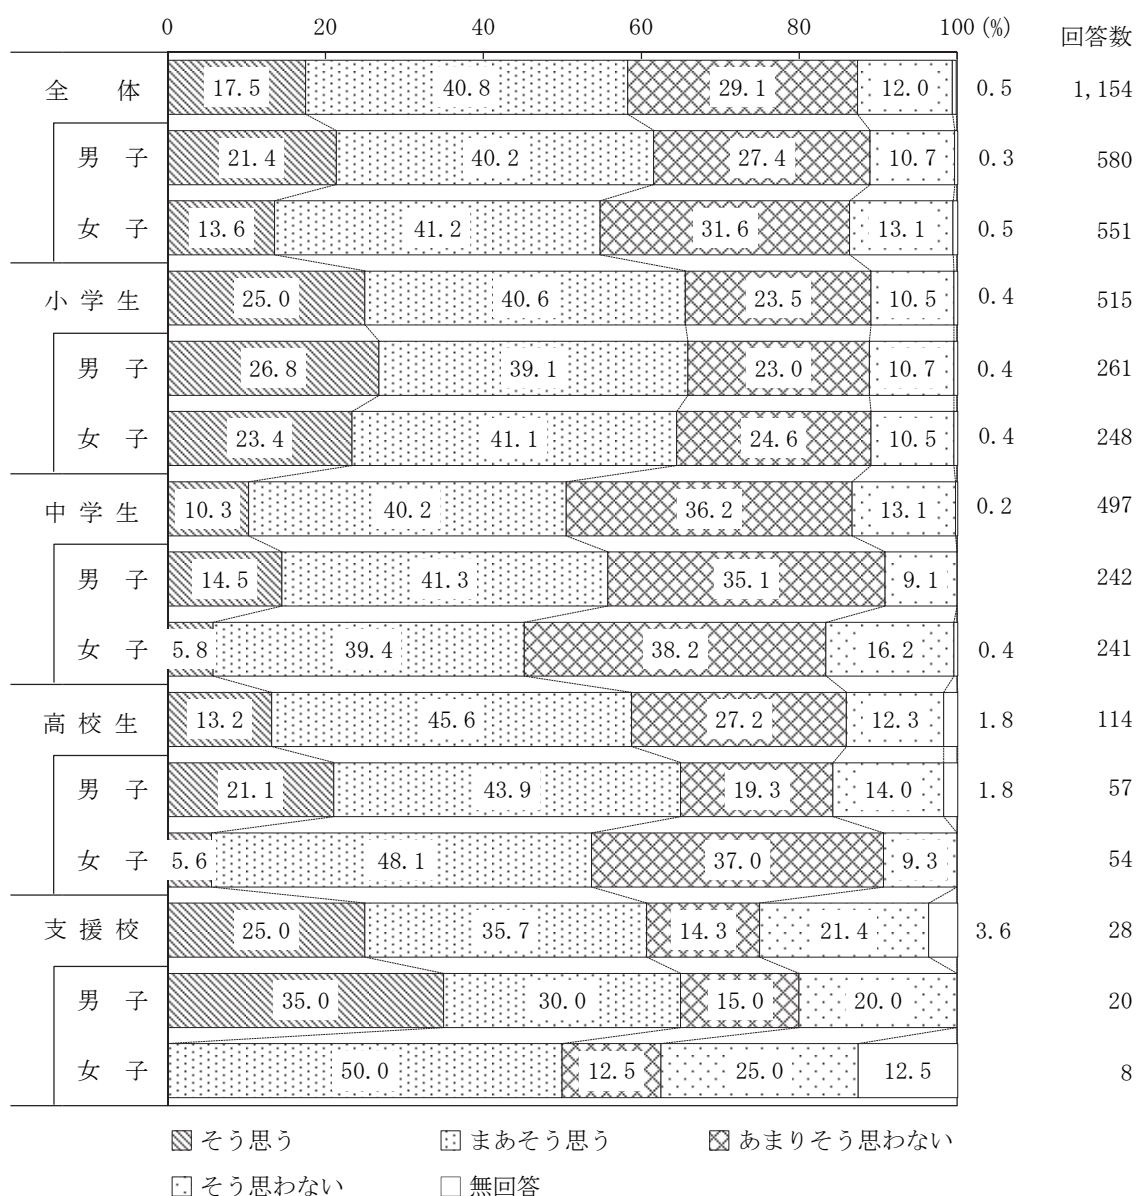 0 20 40 60 80 100 (%) 回答数
全 体 17.5 40.8 29.1 12.0 0.5 1,154
男 子 21.4 40.2 27.4 10.7 0.3 580
女 子 13.6 41.2 31.6 13.1 0.5 551
小 学 生 25.0 40.6 23.5 10.5 0.4 515
男 子 26.8 39.1 23.0 10.7 0.4 261
女 子 23.4 41.1 24.6 10.5 0.4 248
中 学 生 10.3 40.2 36.2 13.1 0.2 497
男 子 14.5 41.3 35.1 9.1 242
女 子 5.8 39.4 38.2 16.2 0.4 241
高 校 生 13.2 45.6 27.2 12.3 1.8 114
男 子 21.1 43.9 19.3 14.0 1.8 57
女 子 5.6 48.1 37.0 9.3 54
支 援 校 25.0 35.7 14.3 21.4 3.6 28
男 子 35.0 30.0 15.0 20.0 20
女 子 50.0 12.5 25.0 12.5 8
そう思う まあそう思う あまりそう思わない
そう思わない 無回答